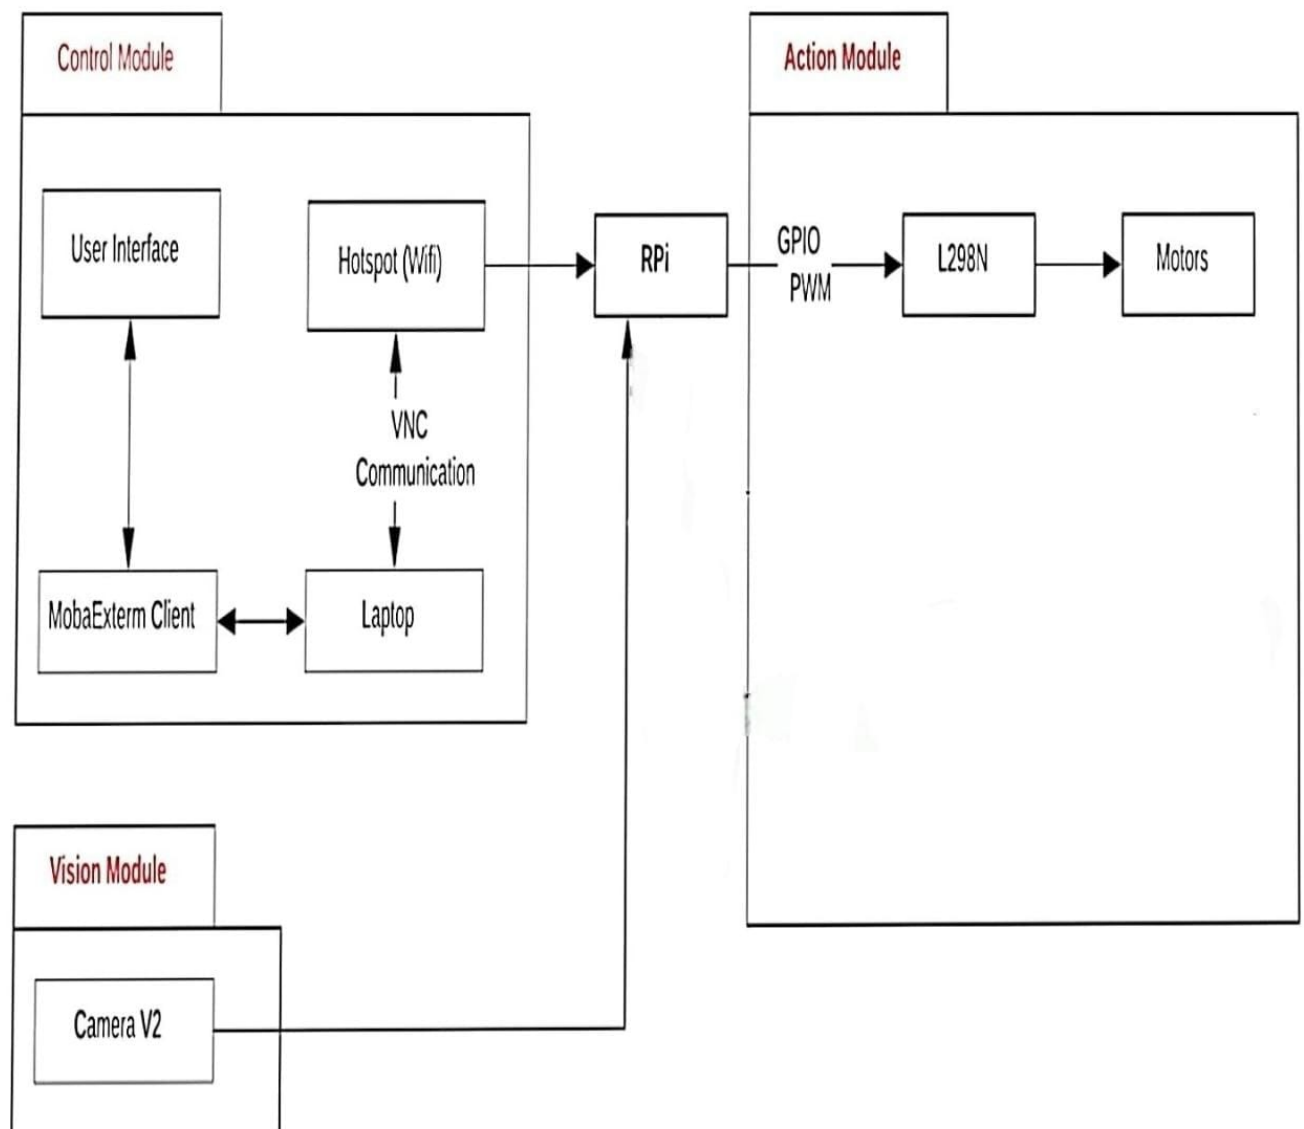 Control Module
Action Module
User Interface
Hotspot (Wifi)
RPi
GPIO
PWM
L298N
Motors
VNC
Communication
MobaExterm Client
Laptop
Vision Module
Camera V2